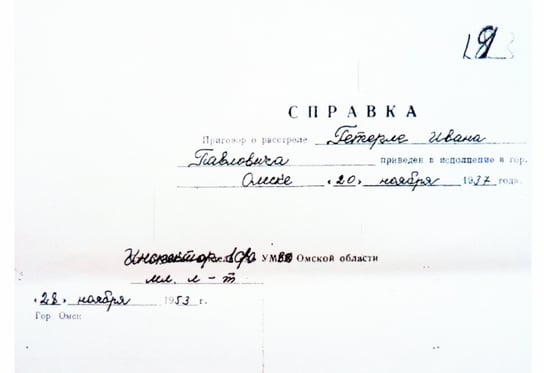 СПРАВКА
Приговор о расстреле Гетерле Ивана
Павловича приведен в исполнение в гор.
Омске «20» ноября 1937 года.
Инспектор УМВД Омской области
мл. л-т
«28» ноября 1953 г.
Гор Омск